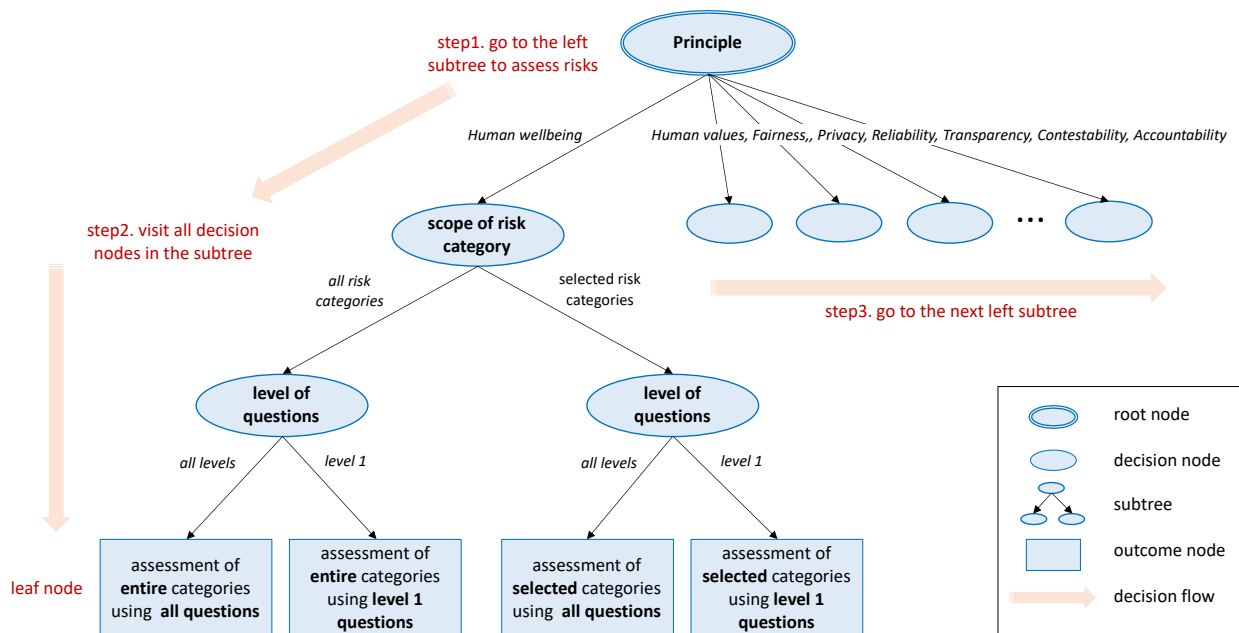 step1. go to the left
subtree to assess risks
Principle
Human wellbeing
Human values, Fairness,, Privacy, Reliability, Transparency, Contestability, Accountability
step2. visit all decision
nodes in the subtree
scope of risk
category
...
all risk
categories
selected risk
categories
step3. go to the next left subtree
level of
questions
level of
questions
all levels
level 1
all levels
level 1
leaf node
assessment of
entire categories
using all questions
assessment of
entire categories
using level 1
questions
assessment of
selected categories
using all questions
assessment of
selected categories
using level 1
questions
root node
decision node
subtree
outcome node
decision flow